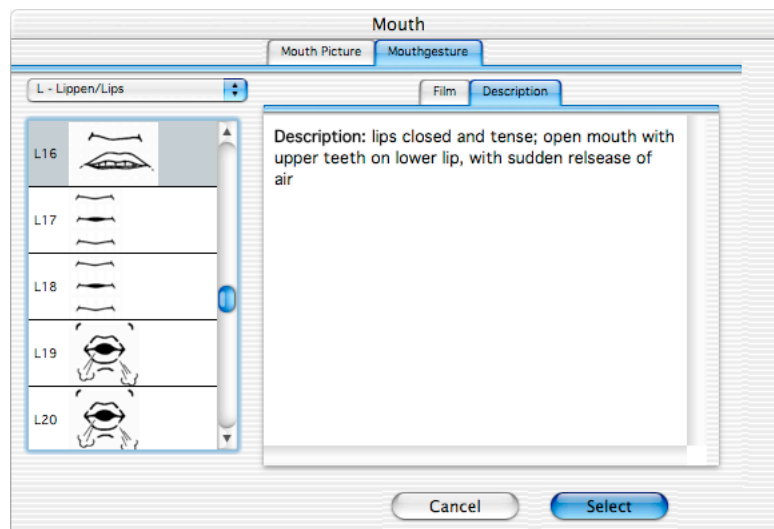 Mouth
Mouth Picture
Mouthgesture
L - Lippen/Lips
Film
Description
L16
L17
L18
L19
L20
Description: lips closed and tense; open mouth with
upper teeth on lower lip, with sudden relsease of
air
Cancel
Select